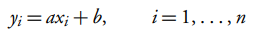 yᵢ = axᵢ + b, i = 1, . . . , n